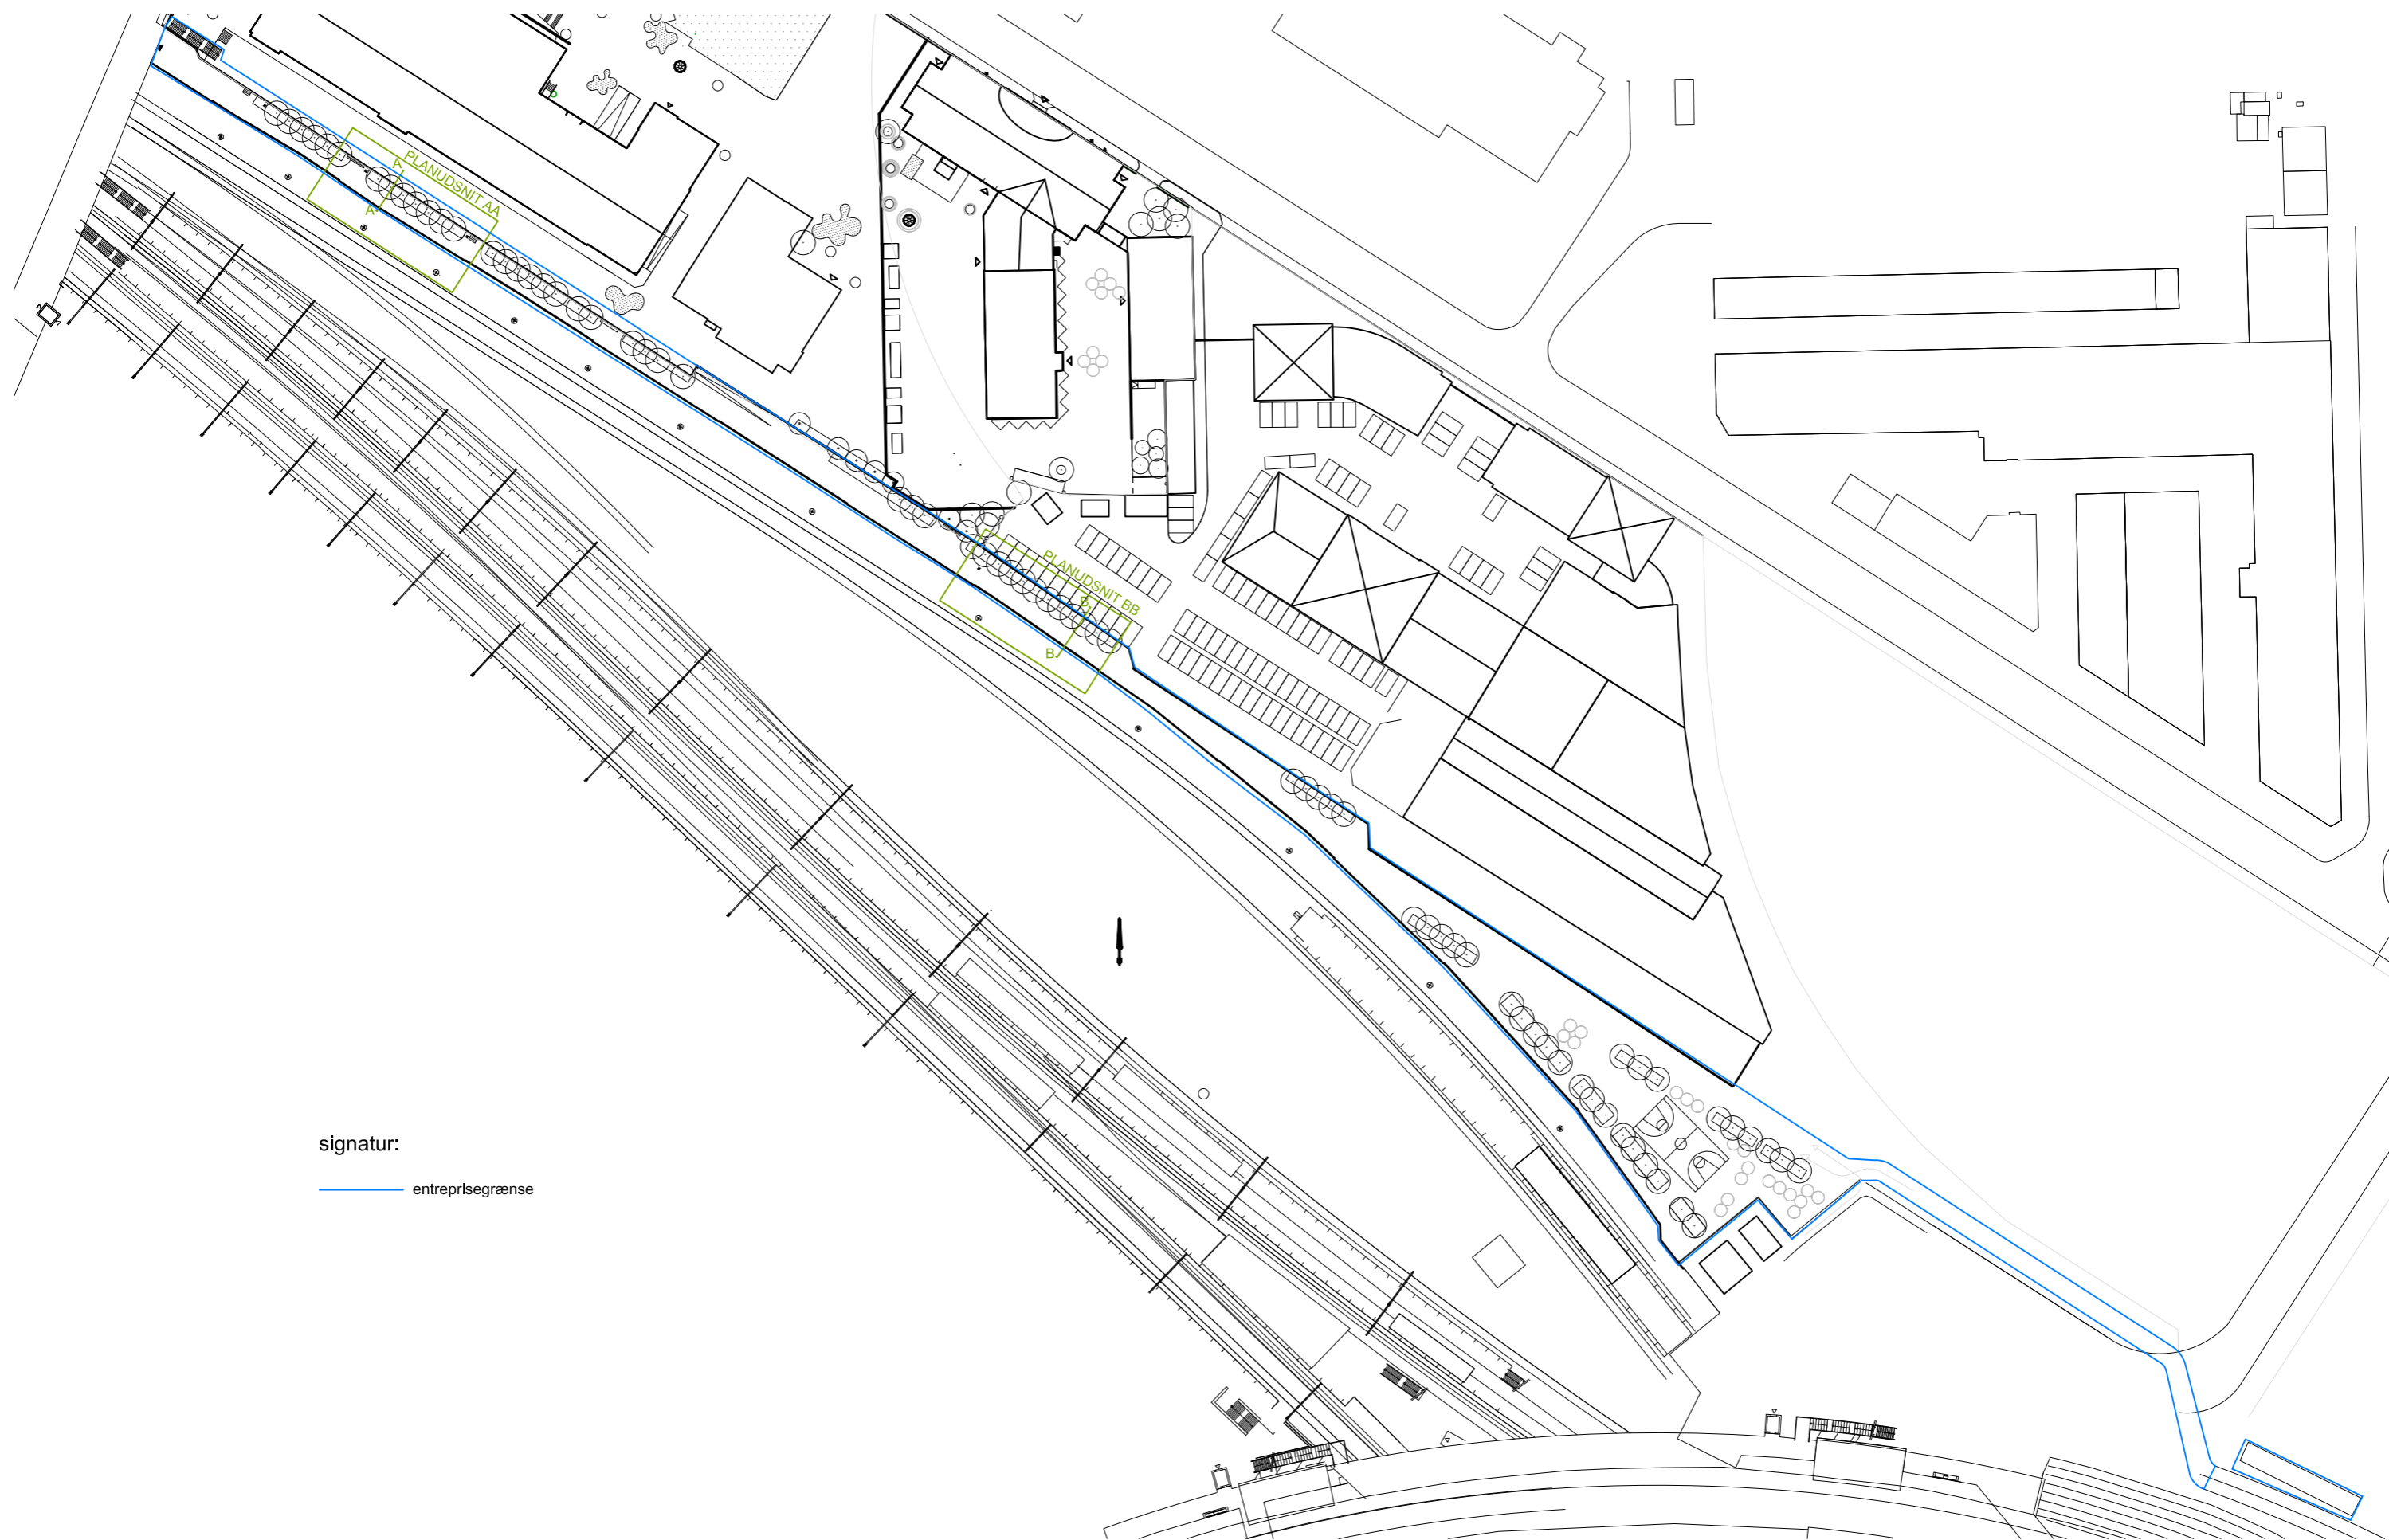 PLANUDSNIT AA
A
A
PLANUDSNIT BB
B
B
signatur:
entreprisegrænse